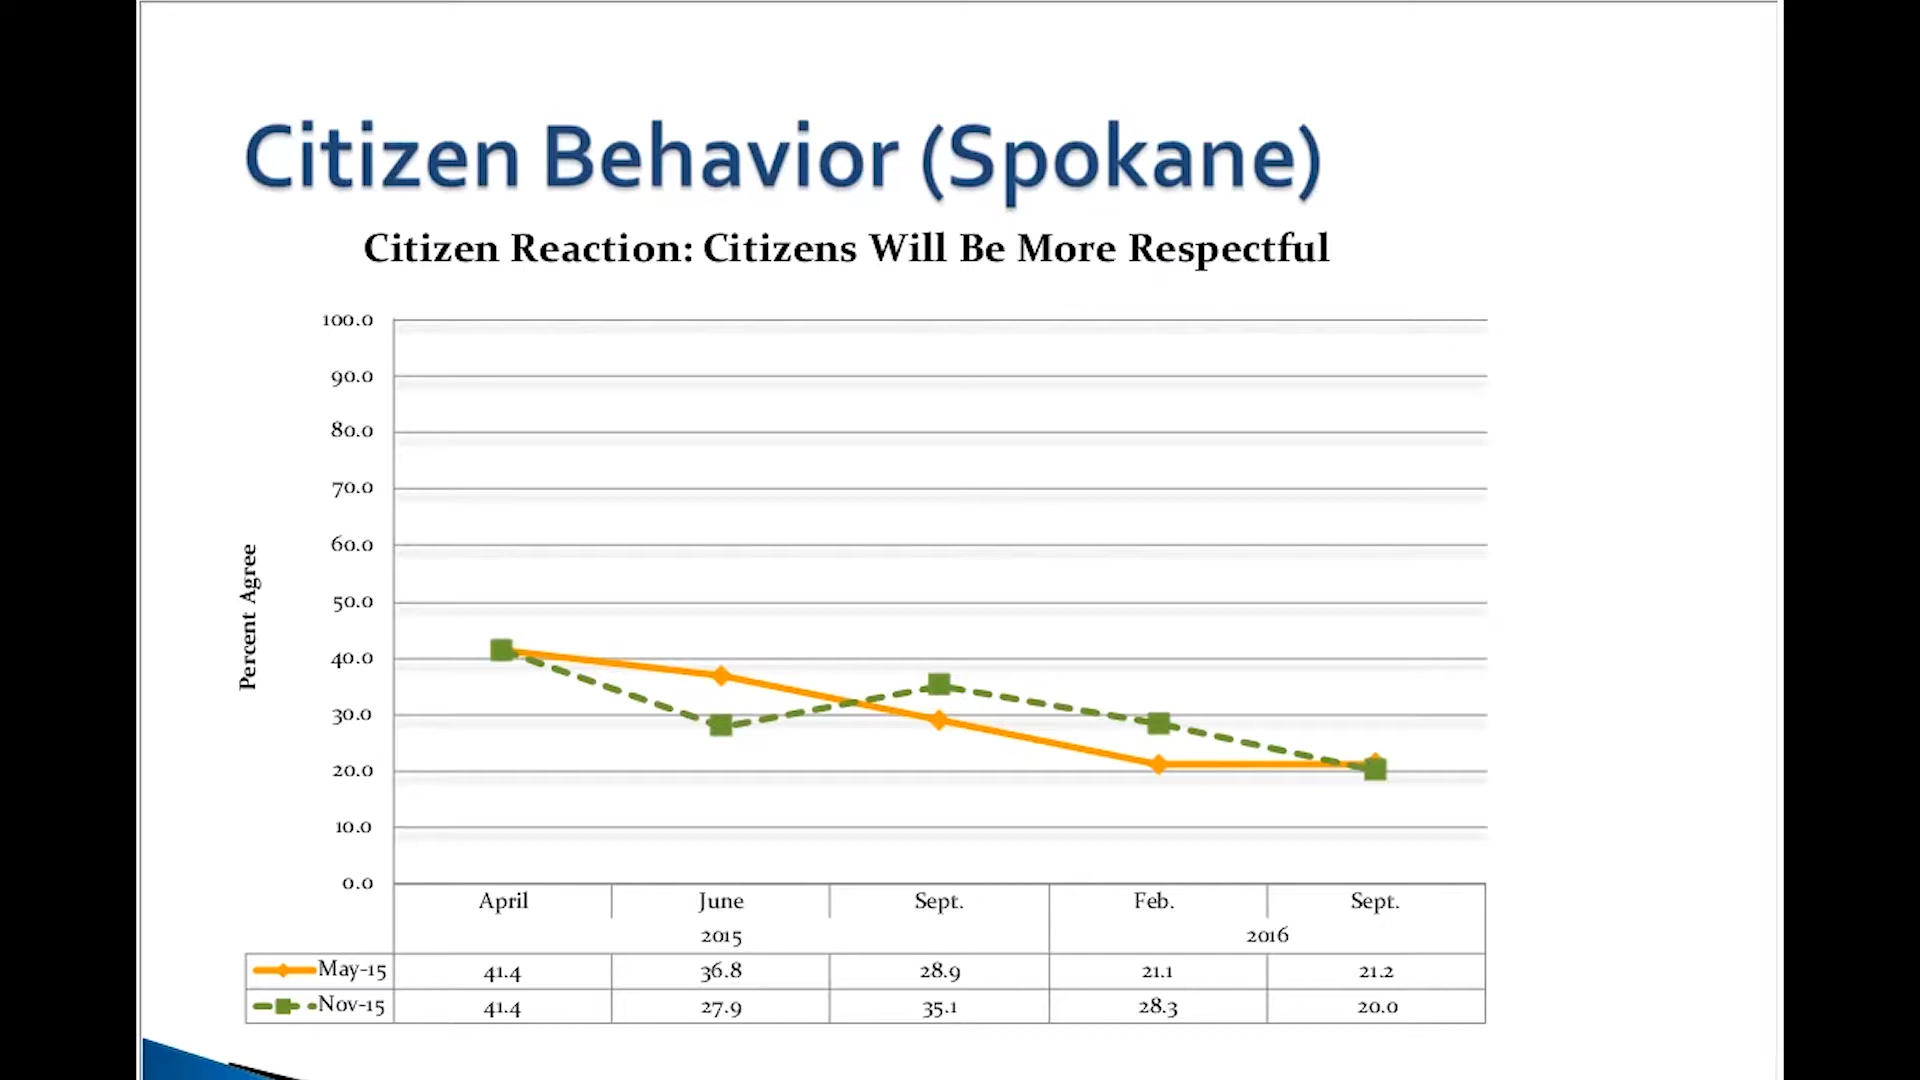 Citizen Behavior (Spokane)
Citizen Reaction: Citizens Will Be More Respectful
100.0
90.0
80.0
70.0
60.0
50.0
40.0
30.0
20.0
10.0
0.0
Percent Agree
April June Sept. Feb. Sept.
2015 2016
May-15 41.4 36.8 28.9 21.1 21.2
Nov-15 41.4 27.9 35.1 28.3 20.0